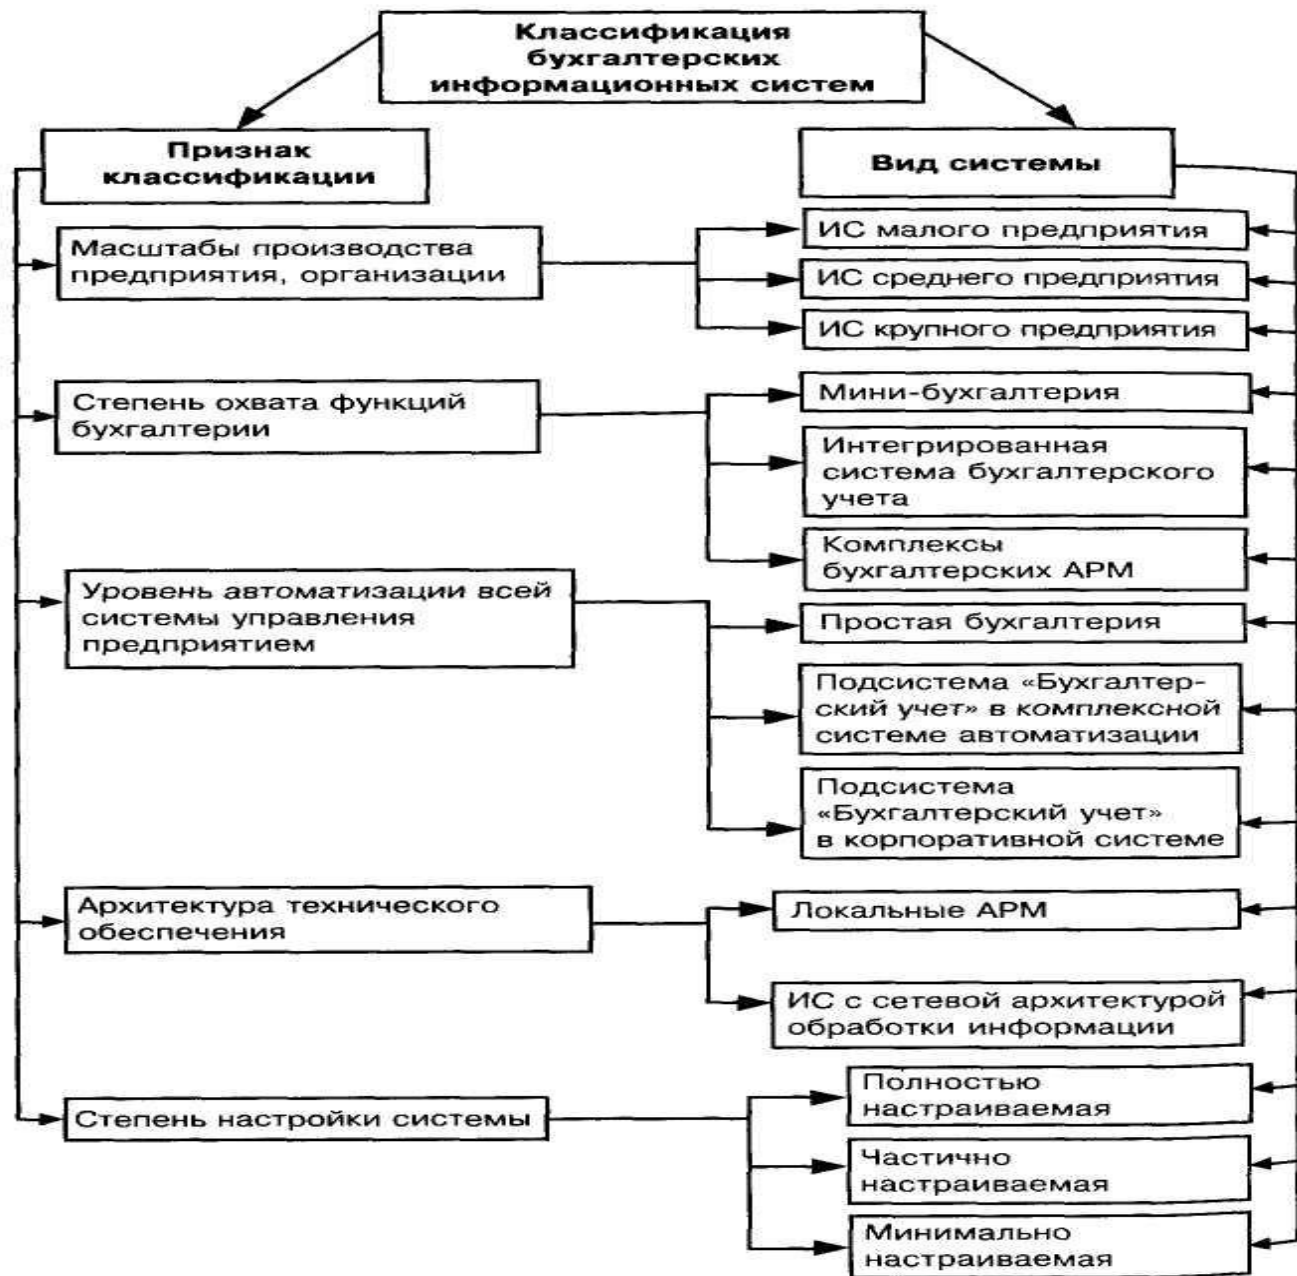 Классификация
бухгалтерских
информационных систем
Признак
классификации
Вид системы
Масштабы производства
предприятия, организации
ИС малого предприятия
ИС среднего предприятия
ИС крупного предприятия
Степень охвата функций
бухгалтерии
Мини-бухгалтерия
Интегрированная
система бухгалтерского
учета
Комплексы
бухгалтерских АРМ
Уровень автоматизации всей
системы управления
предприятием
Простая бухгалтерия
Подсистема «Бухгалтер-
ский учет» в комплексной
системе автоматизации
Подсистема
«Бухгалтерский учет»
в корпоративной системе
Архитектура технического
обеспечения
Локальные АРМ
ИС с сетевой архитектурой
обработки информации
Степень настройки системы
Полностью
настраиваемая
Частично
настраиваемая
Минимально
настраиваемая